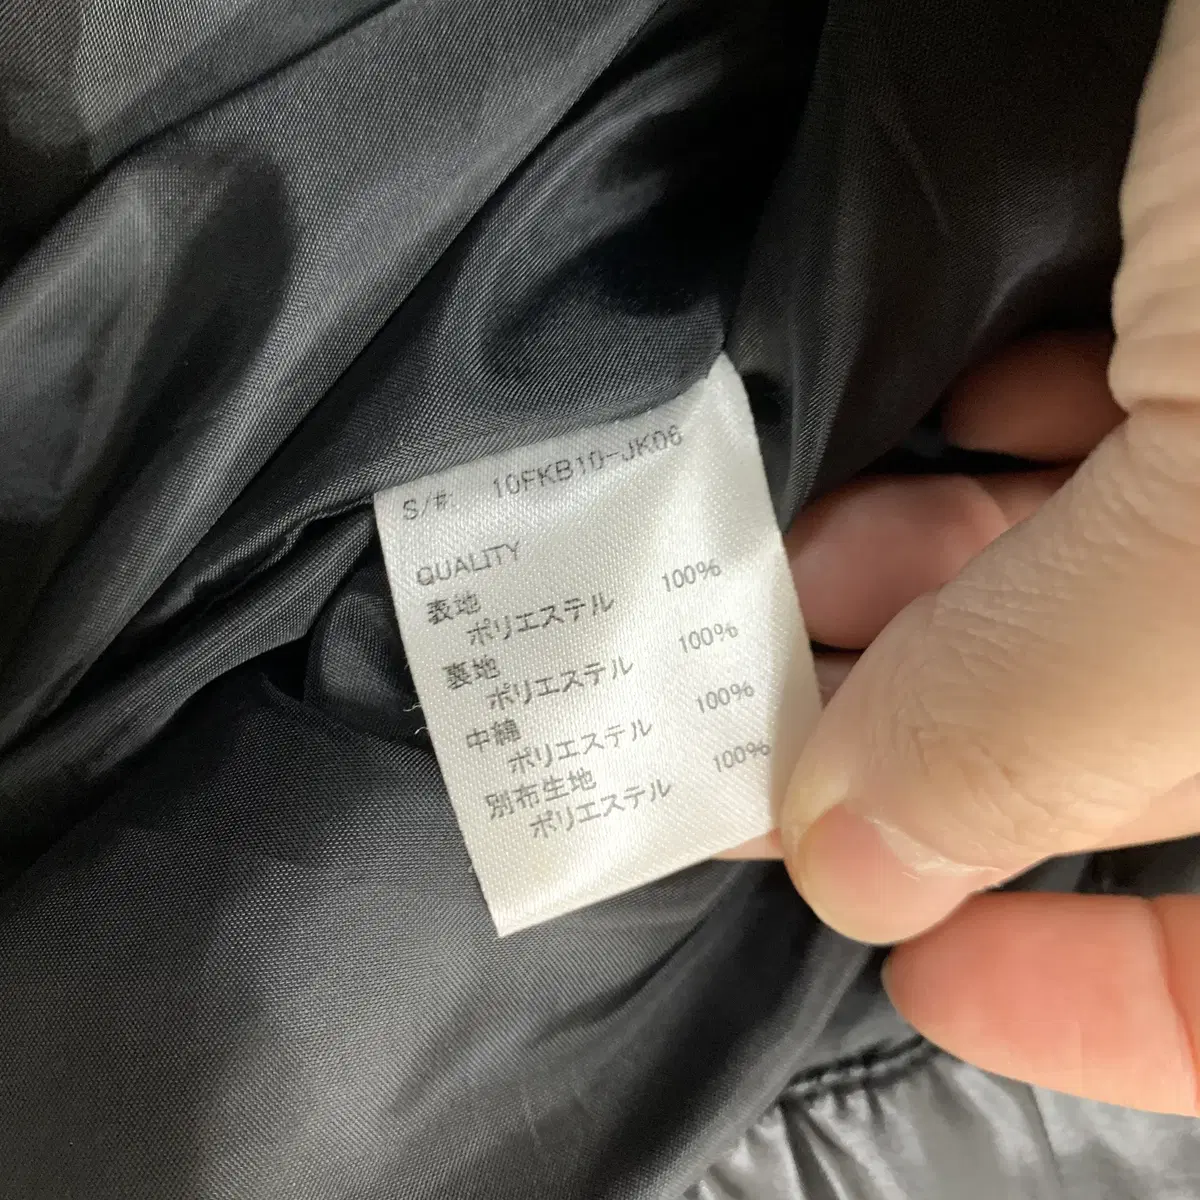 S/#: 10FKB10-JK06
QUALITY
表地
ポリエステル 100%
裏地
ポリエステル 100%
中綿
ポリエステル 100%
別布生地
ポリエステル 100%